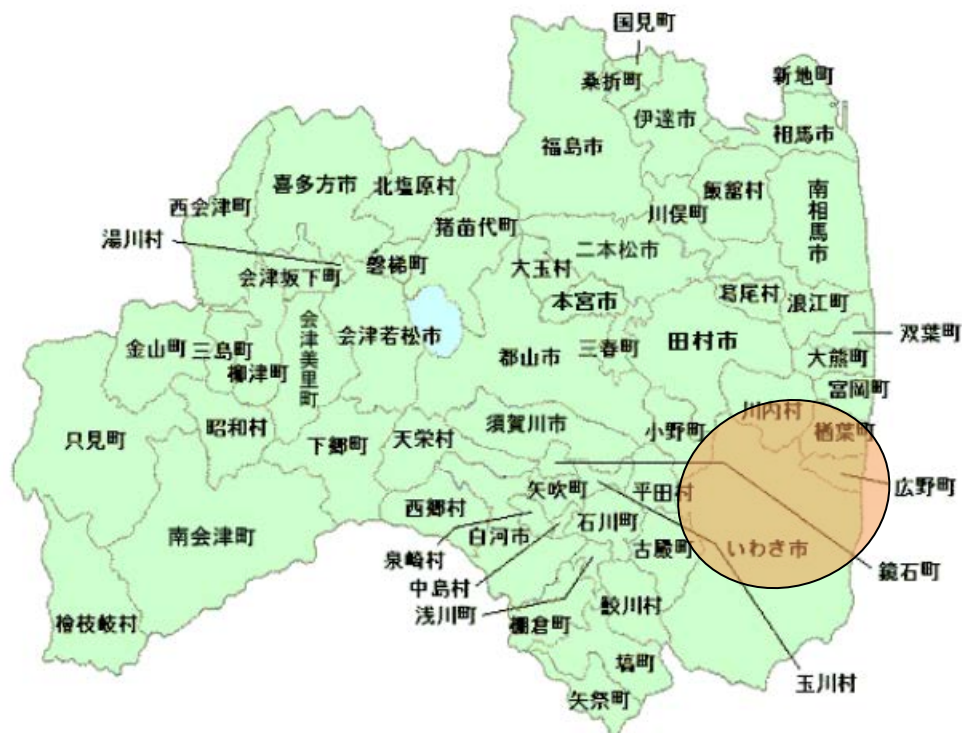 国見町
桑折町
新地町
伊達市
相馬市
福島市
喜多方市
北塩原村
飯舘村
南相馬市
西会津町
川俣町
猪苗代町
湯川村
二本松市
磐梯町
大玉村
会津坂下町
本宮市
葛尾村
浪江町
会津若松市
双葉町
金山町
三島町
会津美里町
郡山市
三春町
田村市
大熊町
柳津町
富岡町
川内村
只見町
昭和村
下郷町
天栄村
須賀川市
小野町
楢葉町
広野町
矢吹町
平田村
西郷村
石川町
南会津町
白河市
古殿町
いわき市
泉崎村
鏡石町
中島村
浅川町
鮫川村
檜枝岐村
棚倉町
塙町
玉川村
矢祭町